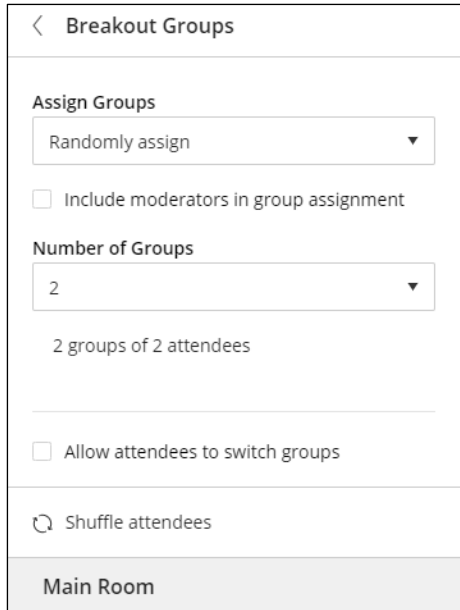 Breakout Groups
Assign Groups
Randomly assign
Include moderators in group assignment
Number of Groups
2
2 groups of 2 attendees
Allow attendees to switch groups
Shuffle attendees
Main Room